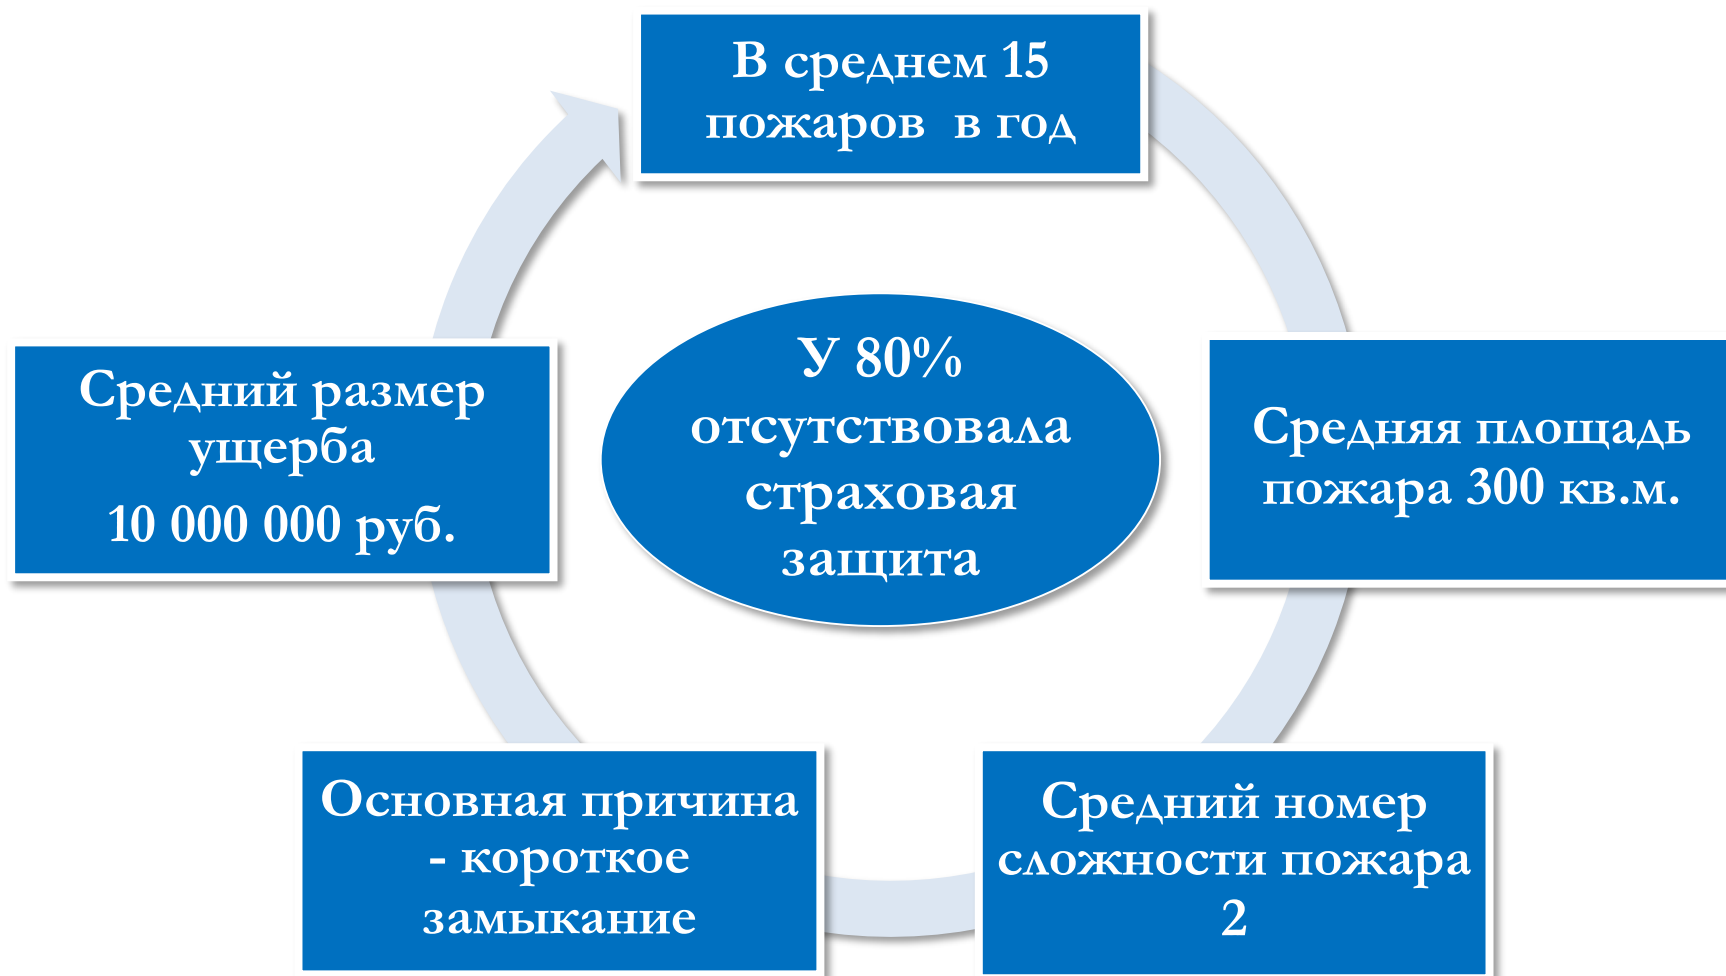 В среднем 15
пожаров в год
Средняя площадь
пожара 300 кв.м.
Средний номер
сложности пожара
2
Основная причина
- короткое
замыкание
Средний размер
ущерба
10 000 000 руб.
У 80%
отсутствовала
страховая
защита